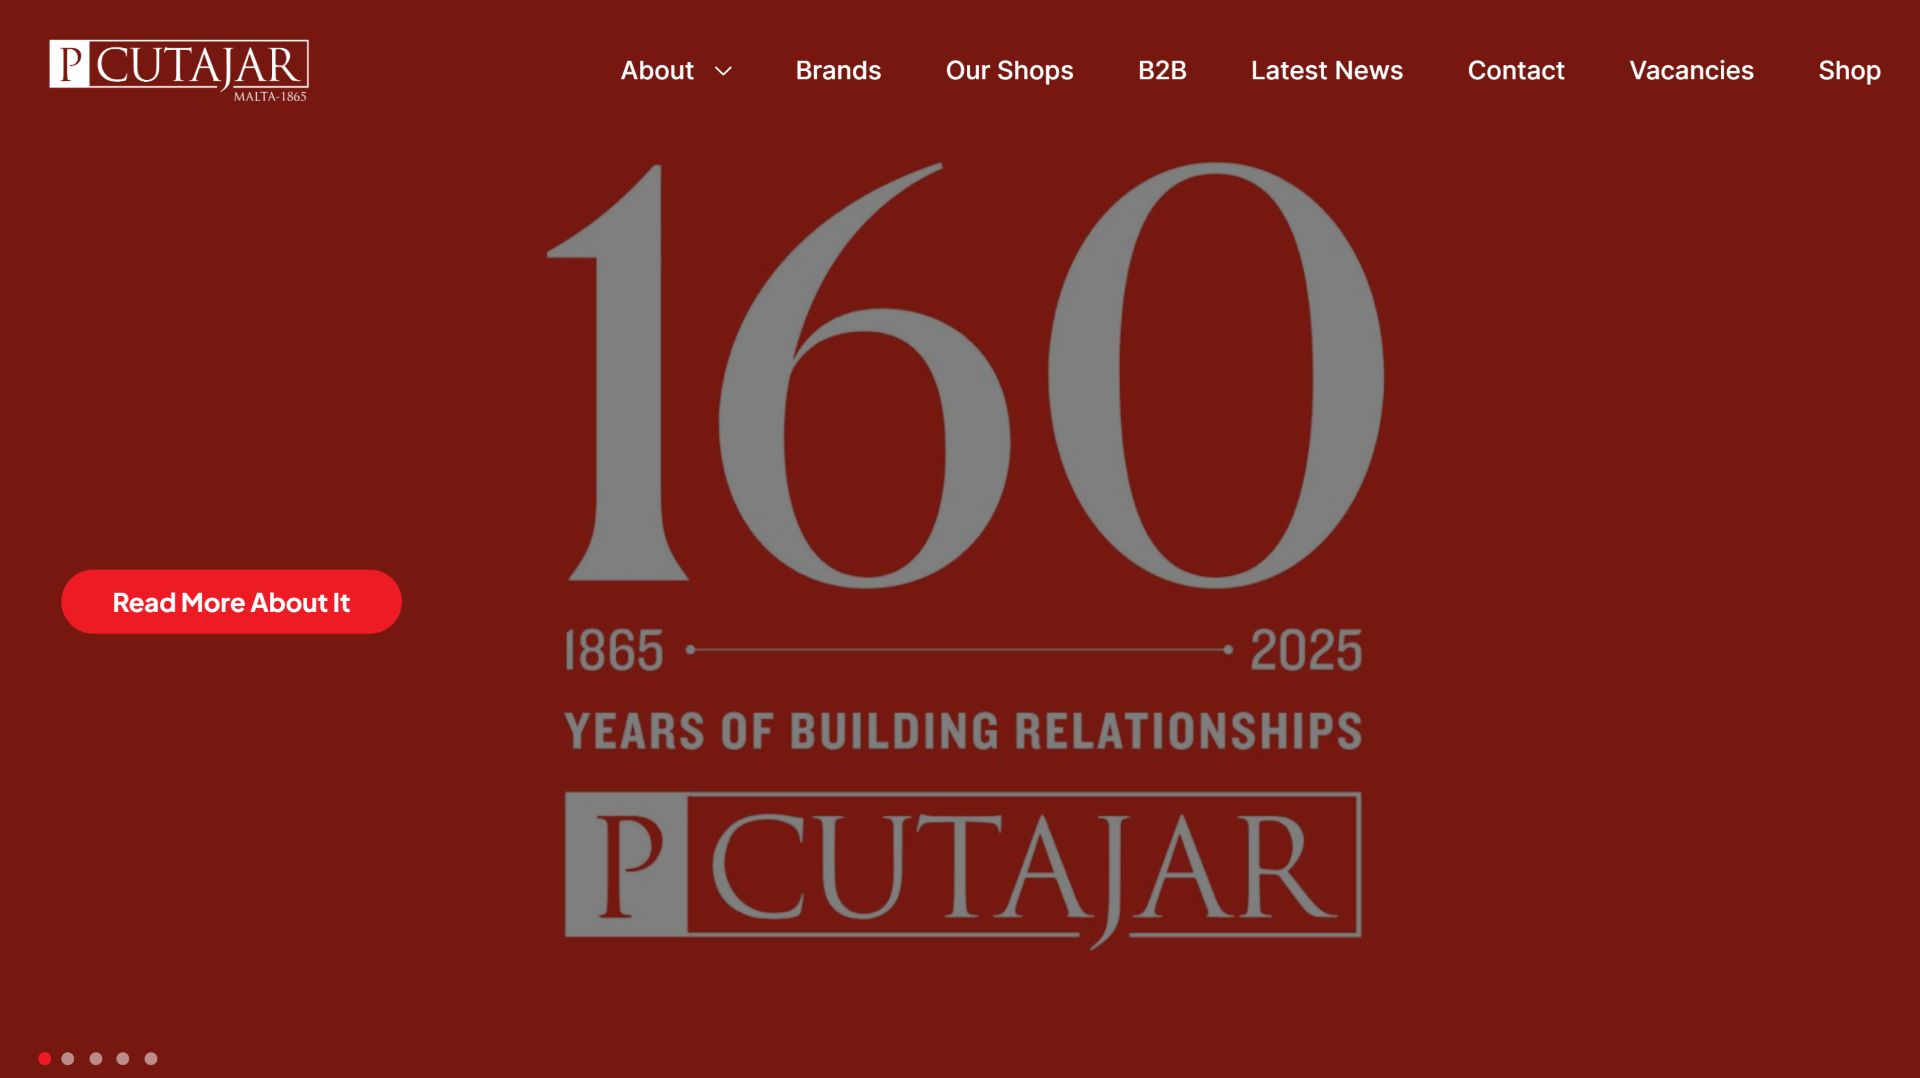 P CUTAJAR
MALTA-1865
About
Brands
Our Shops
B2B
Latest News
Contact
Vacancies
Shop
160
1865
2025
YEARS OF BUILDING RELATIONSHIPS
P CUTAJAR
Read More About It